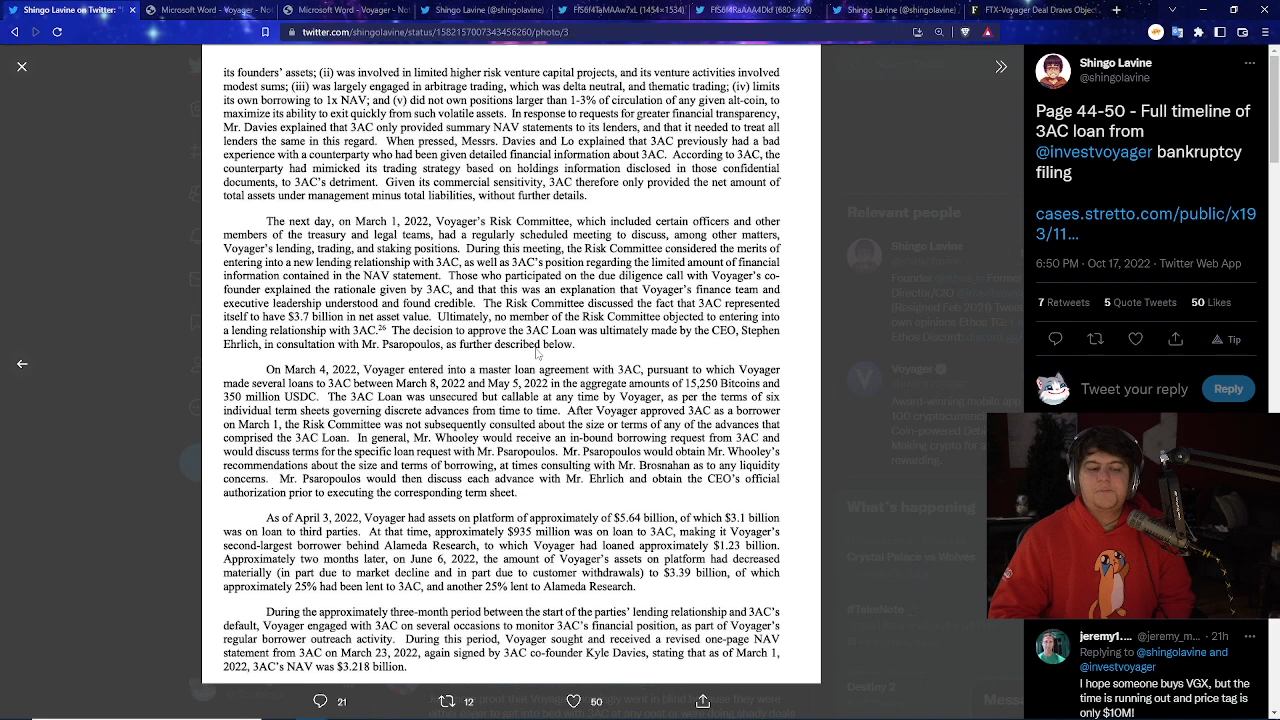 Shingo Lavine on Twitter: "Pa
Microsoft Word - Voyager - No
Microsoft Word - Voyager - No
Shingo Lavine (@shingolavine)
FfS6f4TaMAAw7xL (1454×1534)
FfS6fRaAAA4Dkf (680×496)
Shingo Lavine (@shingolavine)
FTX-Voyager Deal Draws Objec
twitter.com/shingolavine/status/1582157007343456260/photo/3
its founders' assets; (ii) was involved in limited higher risk venture capital projects, and its venture activities involved
modest sums; (iii) was largely engaged in arbitrage trading, which was delta neutral, and thematic trading; (iv) limits
its own borrowing to 1x NAV; and (v) did not own positions larger than 1-3% of circulation of any given alt-coin, to
maximize its ability to exit quickly from such volatile assets. In response to requests for greater financial transparency,
Mr. Davies explained that 3AC only provided summary NAV statements to its lenders, and that it needed to treat all
lenders the same in this regard. When pressed, Messrs. Davies and Lo explained that 3AC previously had a bad
experience with a counterparty who had been given detailed financial information about 3AC. According to 3AC, the
counterparty had mimicked its trading strategy based on holdings information disclosed in those confidential
documents, to 3AC's detriment. Given its commercial sensitivity, 3AC therefore only provided the net amount of
total assets under management minus total liabilities, without further details.
The next day, on March 1, 2022, Voyager's Risk Committee, which included certain officers and other
members of the treasury and legal teams, had a regularly scheduled meeting to discuss, among other matters,
Voyager's lending, trading, and staking positions. During this meeting, the Risk Committee considered the merits of
entering into a new lending relationship with 3AC, as well as 3AC's position regarding the limited amount of financial
information contained in the NAV statement. Those who participated on the due diligence call with Voyager's co-
founder explained the rationale given by 3AC, and that this was an explanation that Voyager's finance team and
executive leadership understood and found credible. The Risk Committee discussed the fact that 3AC represented
itself to have $3.7 billion in net asset value. Ultimately, no member of the Risk Committee objected to entering into
a lending relationship with 3AC.26 The decision to approve the 3AC Loan was ultimately made by the CEO, Stephen
Ehrlich, in consultation with Mr. Psaropoulos, as further described below.
On March 4, 2022, Voyager entered into a master loan agreement with 3AC, pursuant to which Voyager
made several loans to 3AC between March 8, 2022 and May 5, 2022 in the aggregate amounts of 15,250 Bitcoins and
350 million USDC. The 3AC Loan was unsecured but callable at any time by Voyager, as per the terms of six
individual term sheets governing discrete advances from time to time. After Voyager approved 3AC as a borrower
on March 1, the Risk Committee was not subsequently consulted about the size or terms of any of the advances that
comprised the 3AC Loan. In general, Mr. Whooley would receive an in-bound borrowing request from 3AC and
would discuss terms for the specific loan request with Mr. Psaropoulos. Mr. Psaropoulos would obtain Mr. Whooley's
recommendations about the size and terms of borrowing, at times consulting with Mr. Brosnahan as to any liquidity
concerns. Mr. Psaropoulos would then discuss each advance with Mr. Ehrlich and obtain the CEO's official
authorization prior to executing the corresponding term sheet.
As of April 3, 2022, Voyager had assets on platform of approximately of $5.64 billion, of which $3.1 billion
was on loan to third parties. At that time, approximately $935 million was on loan to 3AC, making it Voyager's
second-largest borrower behind Alameda Research, to which Voyager had loaned approximately $1.23 billion.
Approximately two months later, on June 6, 2022, the amount of Voyager's assets on platform had decreased
materially (in part due to market decline and in part due to customer withdrawals) to $3.39 billion, of which
approximately 25% had been lent to 3AC, and another 25% lent to Alameda Research.
During the approximately three-month period between the start of the parties' lending relationship and 3AC's
default, Voyager engaged with 3AC on several occasions to monitor 3AC's financial position, as part of Voyager's
regular borrower outreach activity. During this period, Voyager sought and received a revised one-page NAV
statement from 3AC on March 23, 2022, again signed by 3AC co-founder Kyle Davies, stating that as of March 1,
2022, 3AC's NAV was $3.218 billion.
21
12
50
Shingo Lavine
@shingolavine
Page 44-50 - Full timeline of
3AC loan from
@investvoyager bankruptcy
filing
cases.stretto.com/public/x19
3/11…
6:50 PM · Oct 17, 2022 · Twitter Web App
7 Retweets 5 Quote Tweets 50 Likes
Tip
Tweet your reply
Reply
Relevant people
Shingo Lavine
@shingolavine
Voyager
What's happening
Crystal Palace vs Wolves
#TakeNote
Destiny 2
Mess
jeremy1.... @jeremy_m... · 21h
Replying to @shingolavine and
@investvoyager
I hope someone buys VGX, but the
time is running out and price tag is
only $10M!